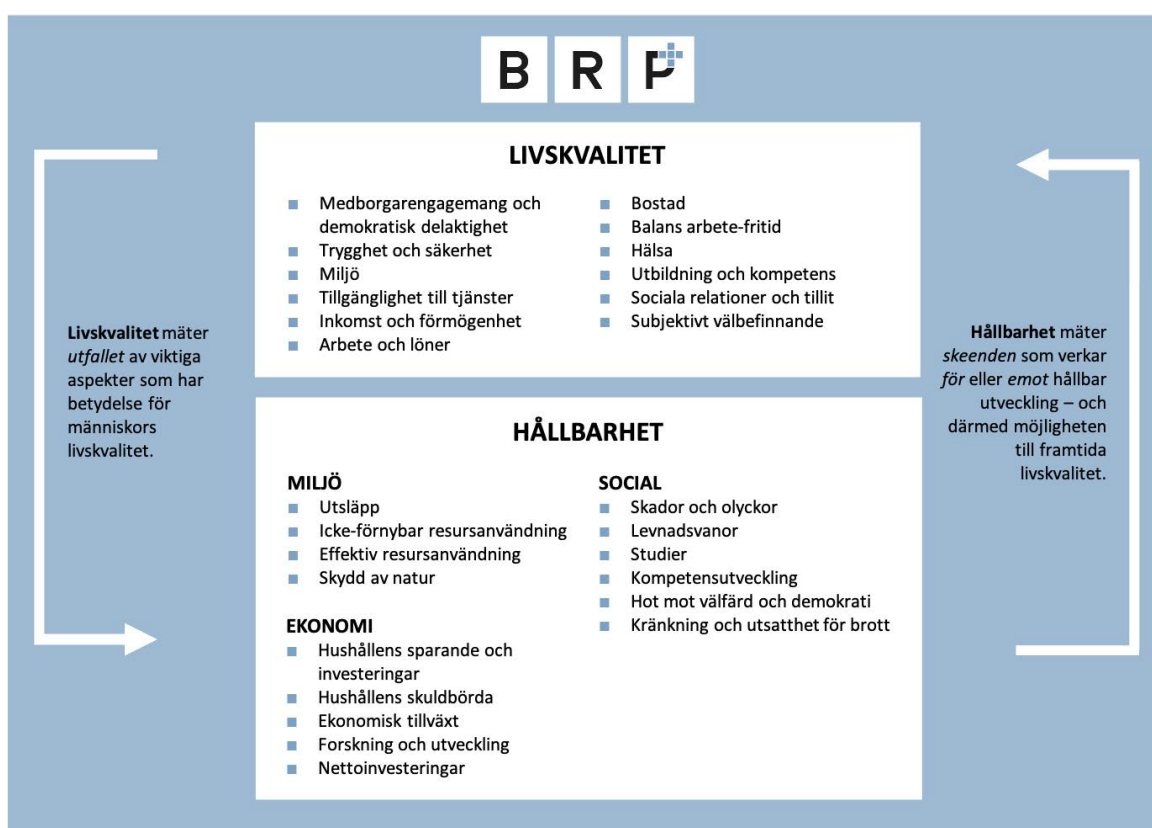 BRP
LIVSKVALITET
Medborgarengagemang och
demokratisk delaktighet
Trygghet och säkerhet
Miljö
Tillgänglighet till tjänster
Inkomst och förmögenhet
Arbete och löner
Bostad
Balans arbete-fritid
Hälsa
Utbildning och kompetens
Sociala relationer och tillit
Subjektivt välbefinnande
Livskvalitet mäter
utfallet av viktiga
aspekter som har
betydelse för
människors
livskvalitet.
Hållbarhet mäter
skeenden som verkar
för eller emot hållbar
utveckling – och
därmed möjligheten
till framtida
livskvalitet.
HÅLLBARHET
MILJÖ
Utsläpp
Icke-förnybar resursanvändning
Effektiv resursanvändning
Skydd av natur
EKONOMI
Hushållens sparande och
investeringar
Hushållens skuldbörda
Ekonomisk tillväxt
Forskning och utveckling
Nettoinvesteringar
SOCIAL
Skador och olyckor
Levnadsvanor
Studier
Kompetensutveckling
Hot mot välfärd och demokrati
Kränkning och utsatthet för brott